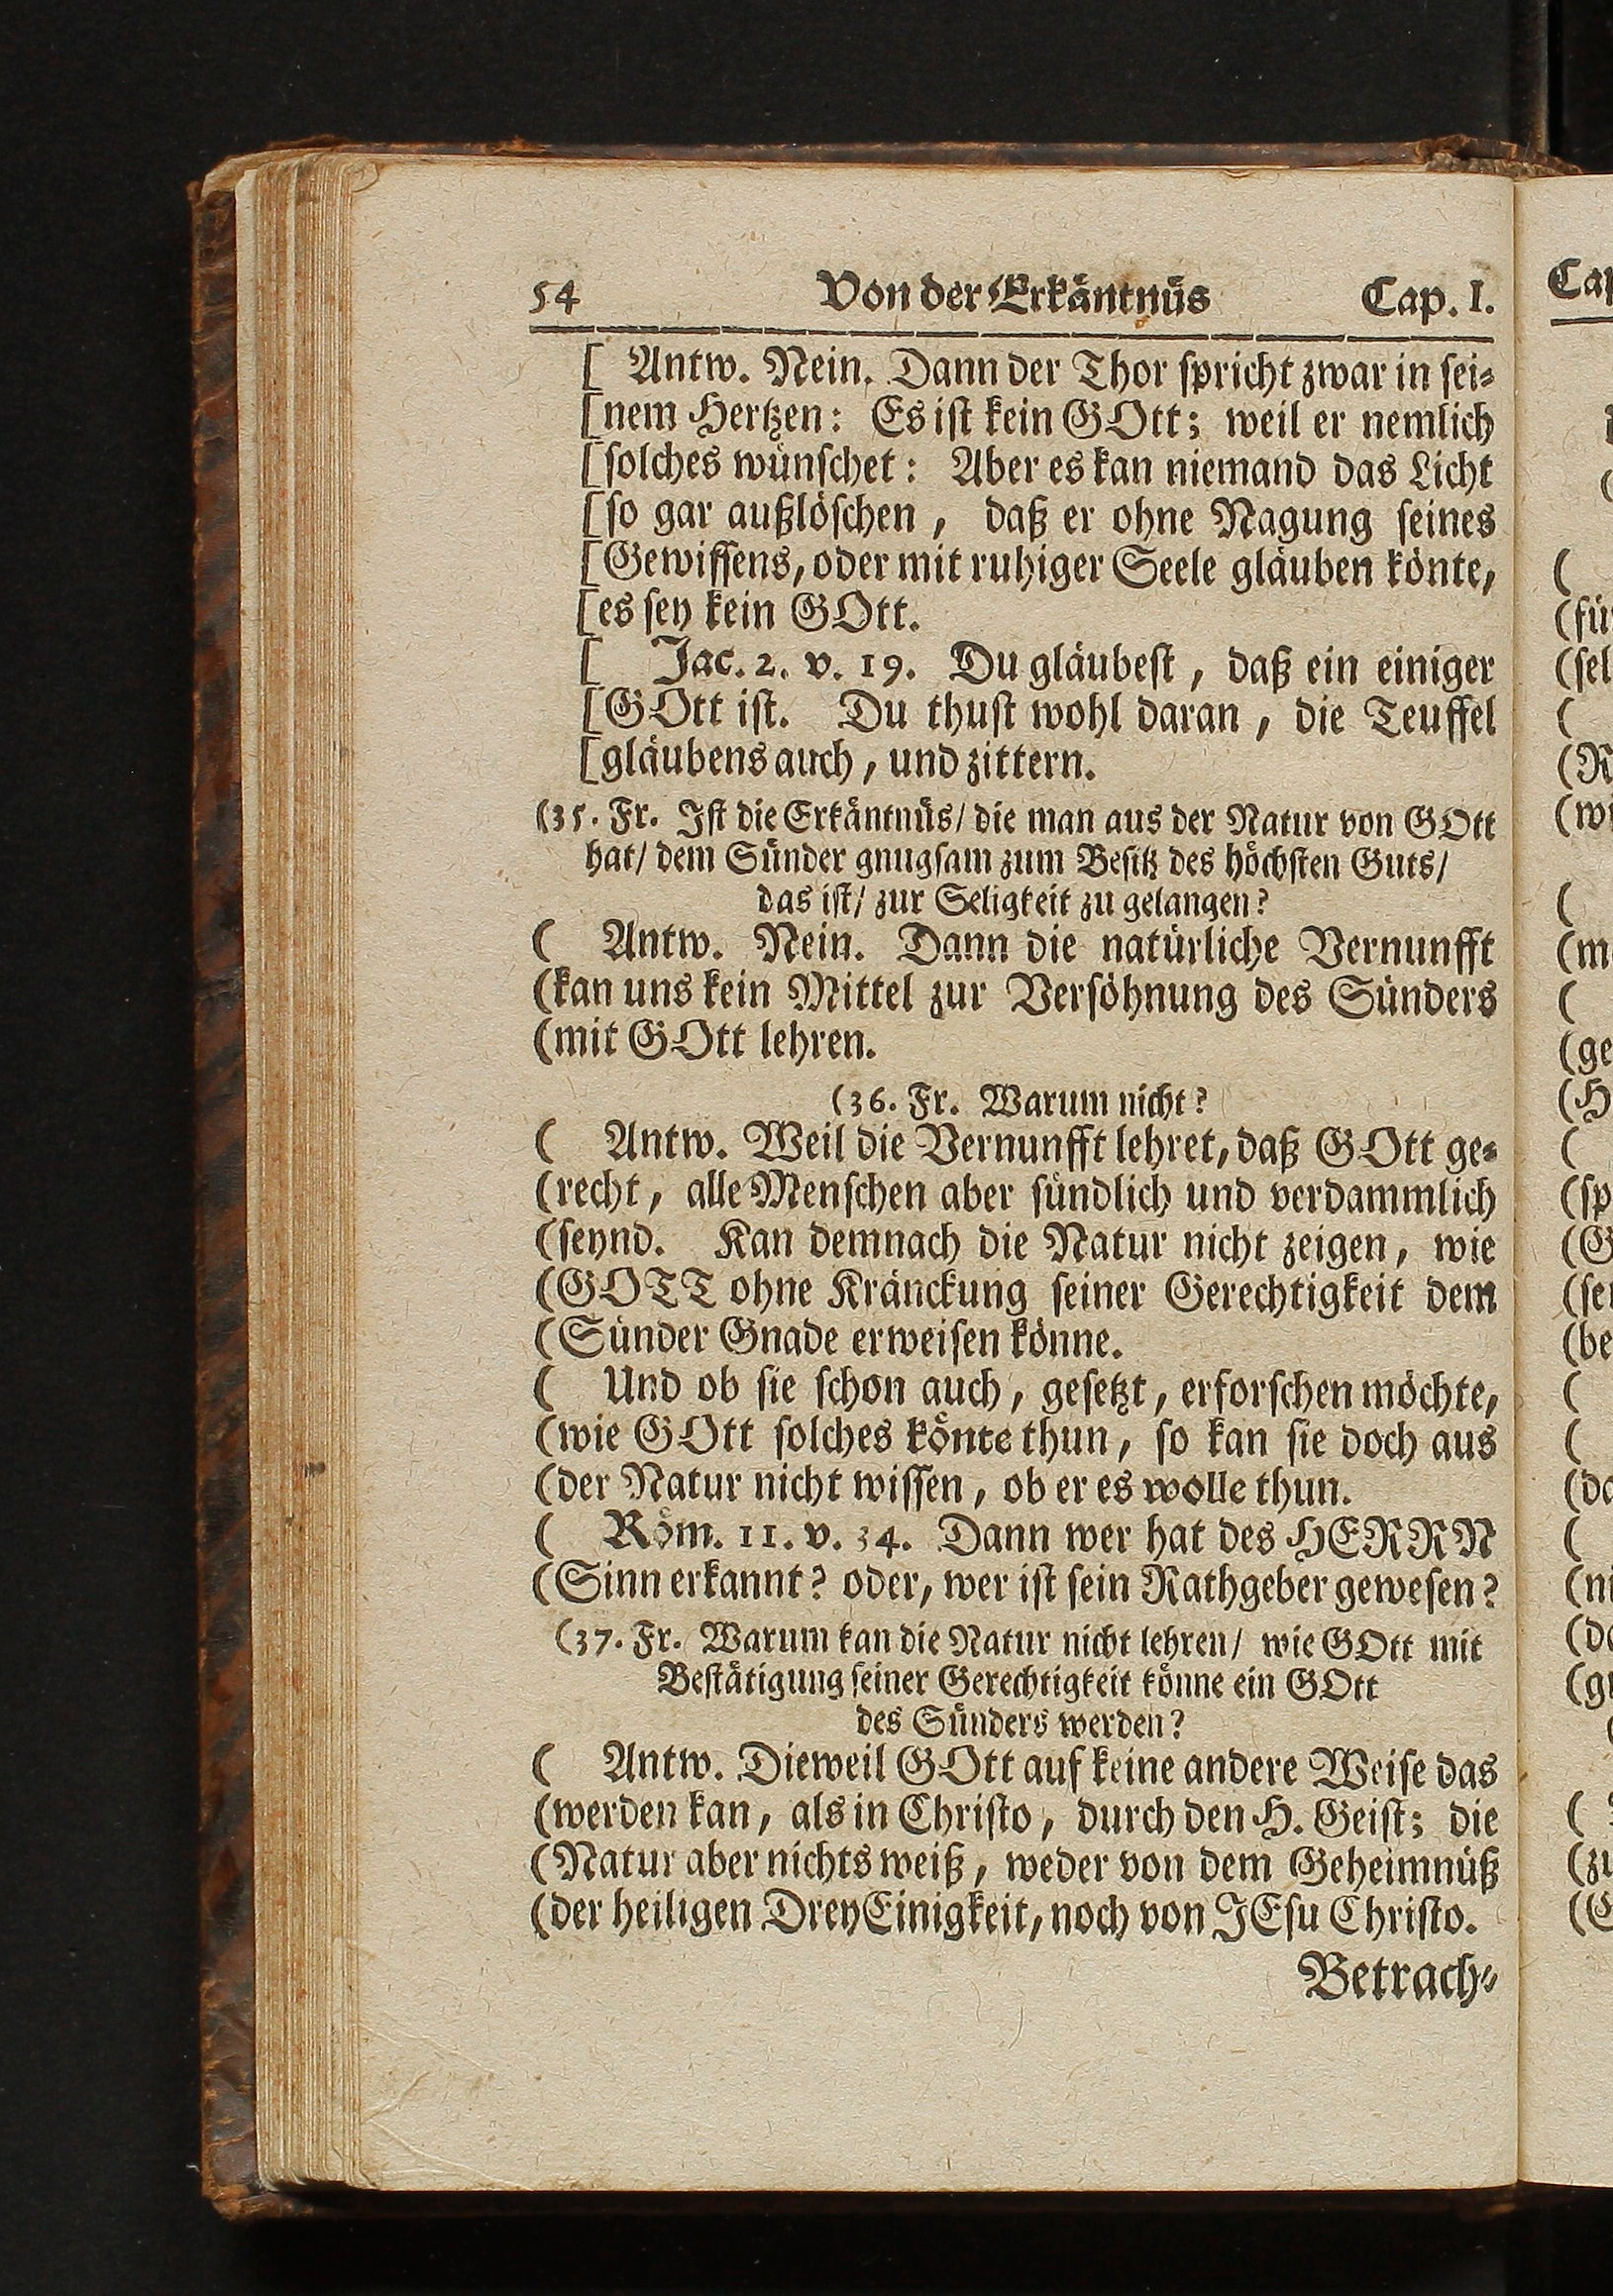 54 Von der Erkäntnüs Cap. I.
[ Antw. Nein. Dann der Thor spricht zwar in sei-
[nem Hertzen: Es ist kein GOtt; weil er nemlich
[solches wünschet: Aber es kan niemand das Licht
[so gar außlöschen, daß er ohne Nagung seines
[Gewissens, oder mit ruhiger Seele gläuben könte,
[es sey kein GOtt.
[ Jac. 2. v. 19. Du gläubest, daß ein einiger
[GOtt ist. Du thust wohl daran, die Teuffel
[gläubens auch, und zittern.
(35. Fr. Ist die Erkäntnüs/ die man aus der Natur von GOtt
hat/ dem Sünder gnugsam zum Besitz des höchsten Guts/
das ist/ zur Seligkeit zu gelangen?
( Antw. Nein. Dann die natürliche Vernunfft
(kan uns kein Mittel zur Versöhnung des Sünders
(mit GOtt lehren.
(36. Fr. Warum nicht?
( Antw. Weil die Vernunfft lehret, daß GOtt ge-
(recht, alle Menschen aber sündlich und verdammlich
(seynd. Kan demnach die Natur nicht zeigen, wie
(GOTT ohne Kränckung seiner Gerechtigkeit dem
(Sünder Gnade erweisen könne.
( Und ob sie schon auch, gesetzt, erforschen möchte,
(wie GOtt solches könte thun, so kan sie doch aus
(der Natur nicht wissen, ob er es wolle thun.
( Röm. 11. v. 34. Dann wer hat des HERRN
(Sinn erkannt? oder, wer ist sein Rathgeber gewesen?
(37. Fr. Warum kan die Natur nicht lehren/ wie GOtt mit
Bestätigung seiner Gerechtigkeit könne ein GOtt
des Sünders werden?
( Antw. Dieweil GOtt auf keine andere Weise das
(werden kan, als in Christo, durch den H. Geist; die
(Natur aber nichts weiß, weder von dem Geheimnüß
(der heiligen DreyEinigkeit, noch von JEsu Christo.
Betrach-